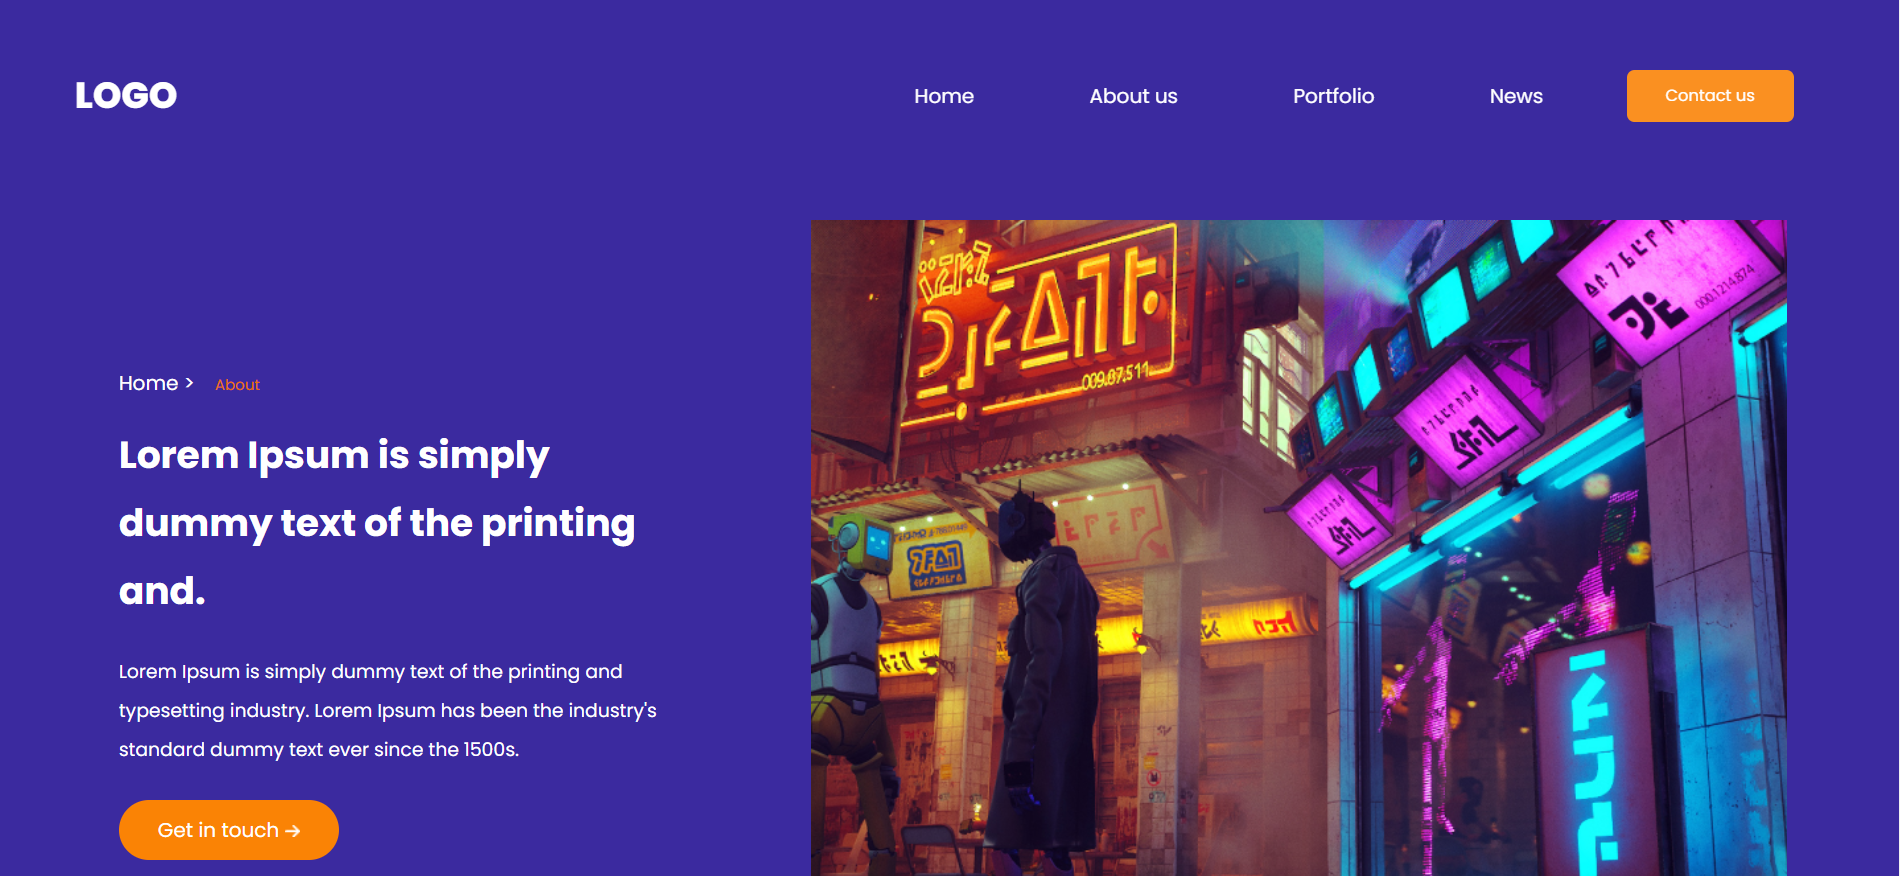 LOGO
Home
About us
Portfolio
News
Contact us
Home >
About
Lorem Ipsum is simply
dummy text of the printing
and.
Lorem Ipsum is simply dummy text of the printing and
typesetting industry. Lorem Ipsum has been the industry's
standard dummy text ever since the 1500s.
Get in touch →
009.87.511
000.1214.874